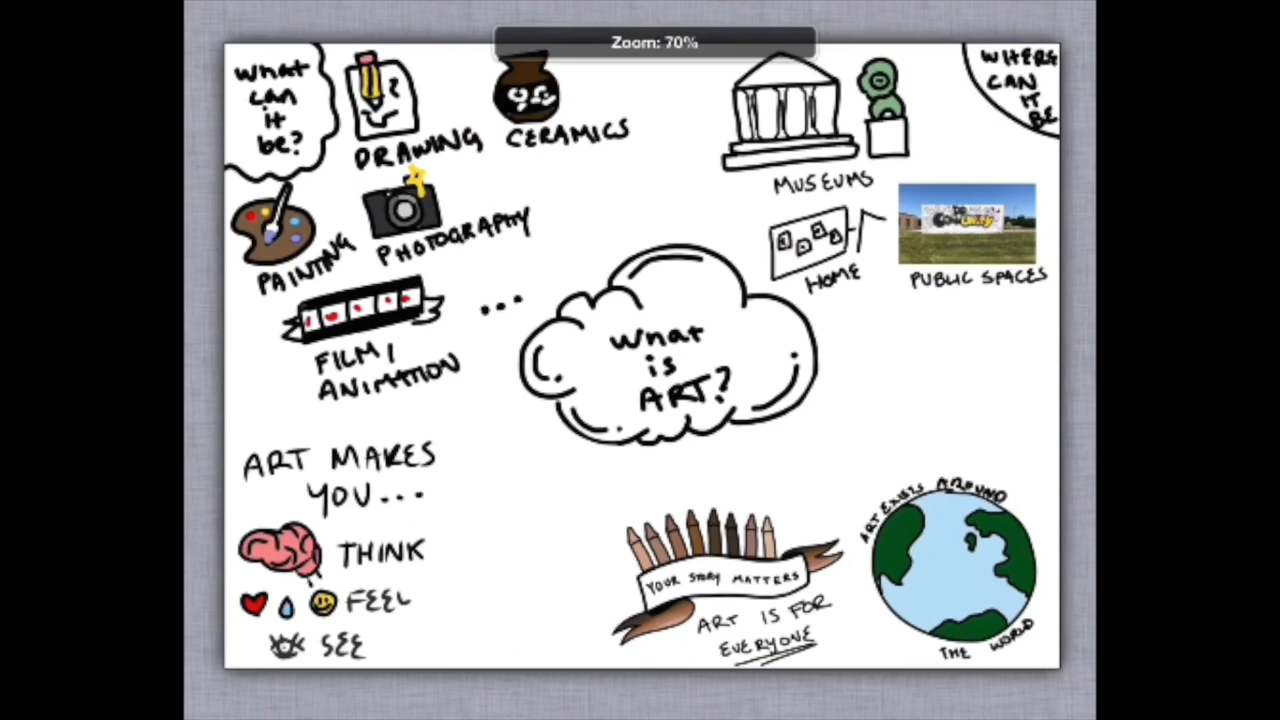 Zoom: 70%
What
can
it
be?
DRAWING
CERAMICS
PAINTING
PHOTOGRAPHY
FILM/
ANIMATION
...
MUSEUMS
HOME
PUBLIC SPACES
WHERE
CAN
IT
BE
What
is
ART?
ART MAKES
YOU...
THINK
FEEL
SEE
YOUR STORY MATTERS
ART IS FOR
EVERYONE
ART EXISTS AROUND
THE WORLD